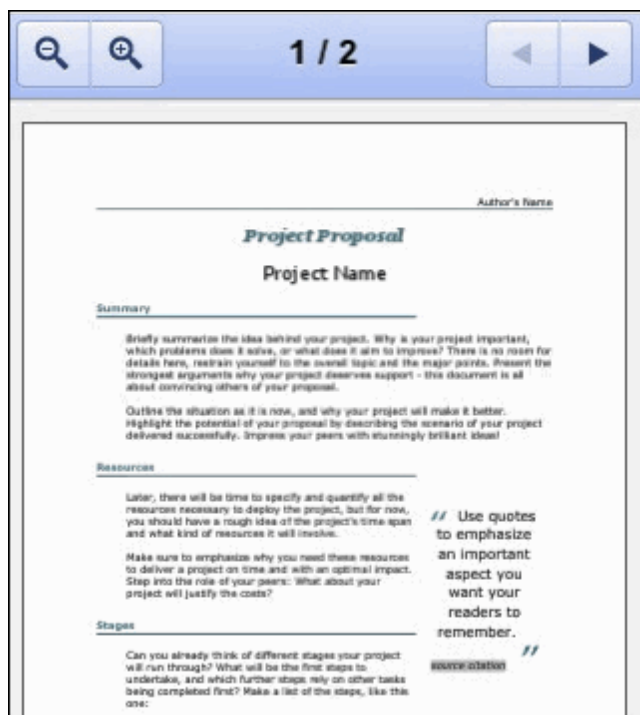 1 / 2
Author's Name
Project Proposal
Project Name
Summary
Briefly summarize the idea behind your project. Why is your project important,
which problems does it solve, or what does it aim to improve? There is no room for
details here, restrain yourself to the overall topic and the major points. Present the
strongest arguments why your project deserves support - this document is all
about convincing others of your proposal.
Outline the situation as it is now, and why your project will make it better.
Highlight the potential of your proposal by describing the scenario of your project
delivered successfully. Impress your peers with stunningly brilliant ideas!
Resources
Later, there will be time to specify and quantify all the
resources necessary to deploy the project, but for now,
you should have a rough idea of the project's time span
and what kind of resources it will involve.
Make sure to emphasize why you need these resources
to deliver a project on time and with an optimal impact.
Step into the role of your peers: What about your
project will justify the costs?
" Use quotes
to emphasize
an important
aspect you
want your
readers to
remember.
"
source citation
Stages
Can you already think of different stages your project
will run through? What will be the first steps to
undertake, and which further steps rely on other tasks
being completed first? Make a list of the steps, like this
one: